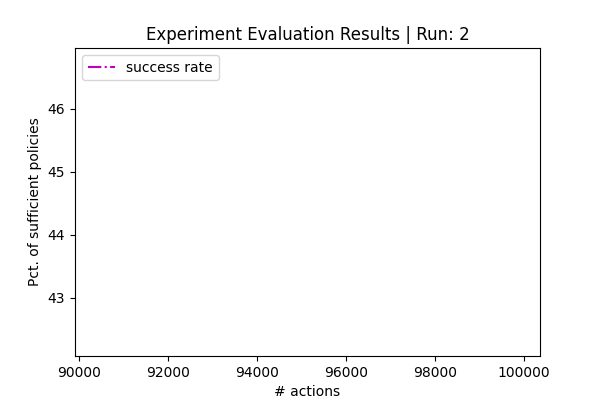 Experiment Evaluation Results | Run: 2
success rate
Pct. of sufficient policies
46
45
44
43
90000 92000 94000 96000 98000 100000
# actions